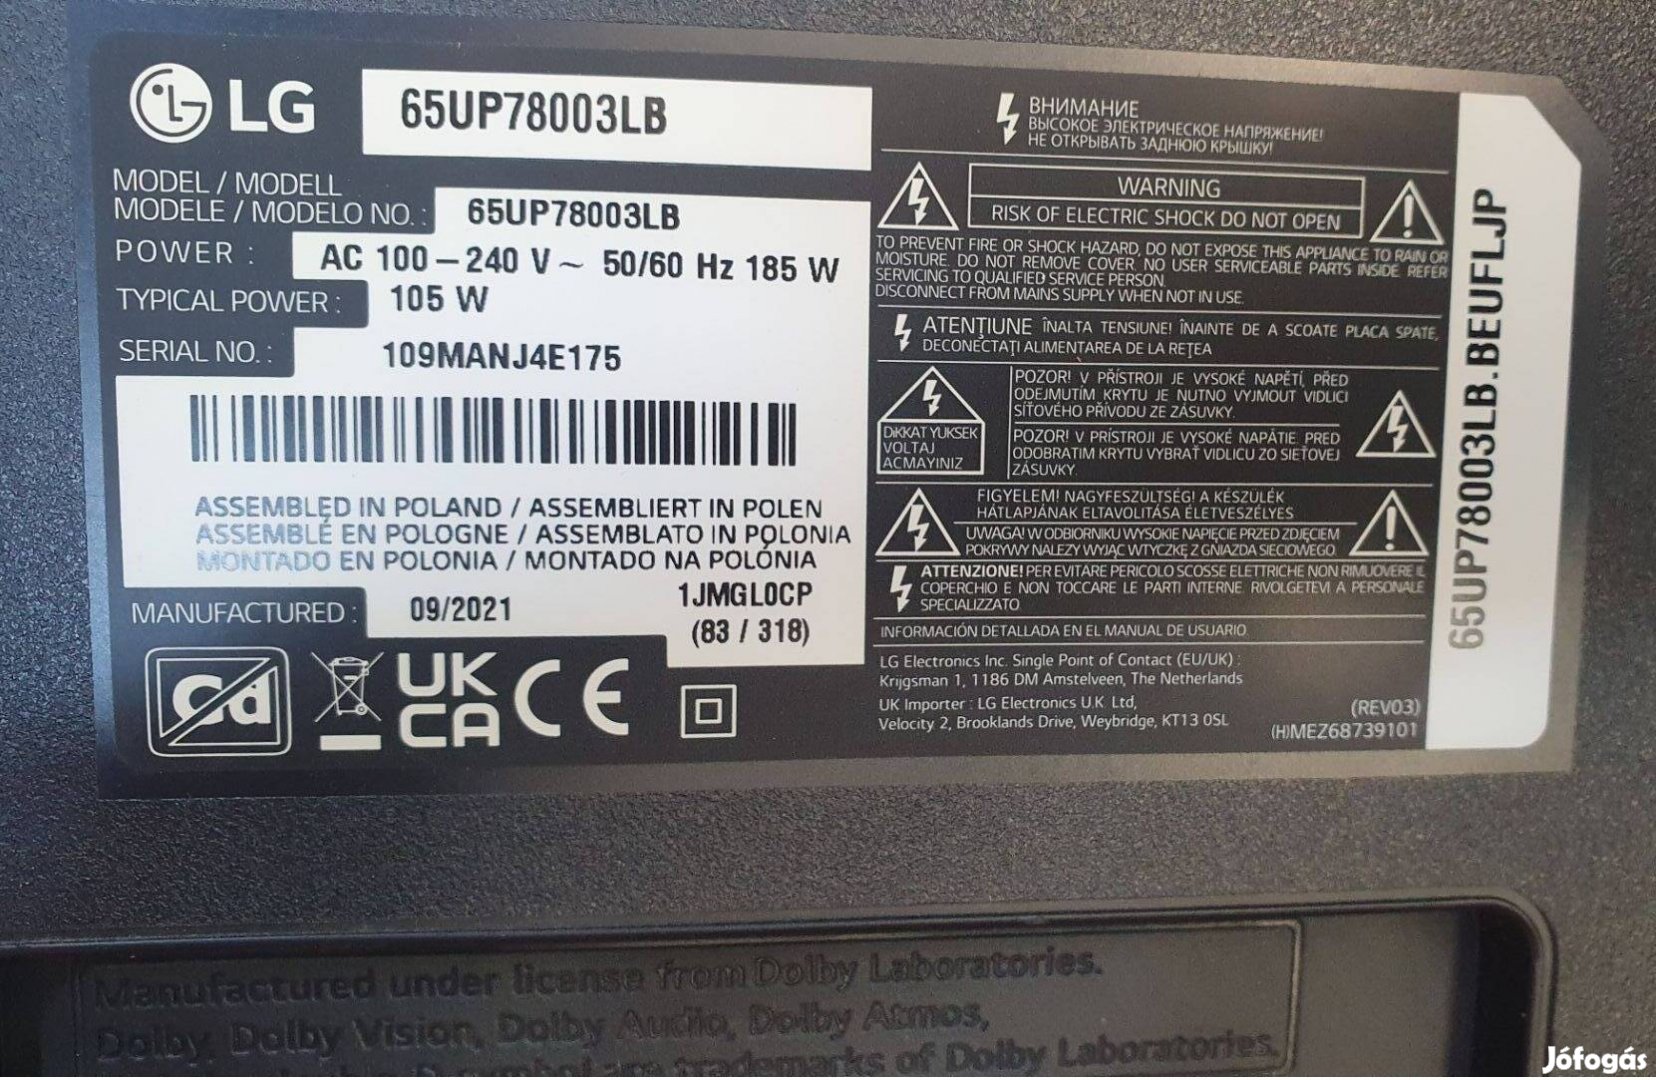 LG
65UP78003LB
MODEL / MODELL
MODELE / MODELO NO. :
65UP78003LB
POWER :
AC 100 – 240 V ~ 50/60 Hz 185 W
TYPICAL POWER :
105 W
SERIAL NO. :
109MANJ4E175
ASSEMBLED IN POLAND / ASSEMBLIERT IN POLEN
ASSEMBLÉ EN POLOGNE / ASSEMBLATO IN POLONIA
MONTADO EN POLONIA / MONTADO NA POLÓNIA
MANUFACTURED :
09/2021
1JMGL0CP
(83 / 318)
Cd
UK
CA
CE
ВНИМАНИЕ
ВЫСОКОЕ ЭЛЕКТРИЧЕСКОЕ НАПРЯЖЕНИЕ!
НЕ ОТКРЫВАТЬ ЗАДНЮЮ КРЫШКУ!
WARNING
RISK OF ELECTRIC SHOCK DO NOT OPEN
TO PREVENT FIRE OR SHOCK HAZARD, DO NOT EXPOSE THIS APPLIANCE TO RAIN OR
MOISTURE. DO NOT REMOVE COVER. NO USER SERVICEABLE PARTS INSIDE. REFER
SERVICING TO QUALIFIED SERVICE PERSON.
DISCONNECT FROM MAINS SUPPLY WHEN NOT IN USE.
ATENȚIUNE ÎNALTA TENSIUNE! ÎNAINTE DE A SCOATE PLACA SPATE,
DECONECTAȚI ALIMENTAREA DE LA REȚEA
DiKKAT YUKSEK
VOLTAJ
ACMAYINIZ
POZOR! V PŘÍSTROJI JE VYSOKÉ NAPĚTÍ, PŘED
ODEJMUTÍM KRYTU JE NUTNO VYJMOUT VIDLICI
SÍŤOVÉHO PŘÍVODU ZE ZÁSUVKY.
POZOR! V PRÍSTROJI JE VYSOKÉ NAPÁTIE. PRED
ODOBRATIM KRYTU VYBRAŤ VIDLICU ZO SIEŤOVEJ
ZÁSUVKY.
FIGYELEM! NAGYFESZÜLTSÉG! A KÉSZÜLÉK
HÁTLAPJÁNAK ELTAVOLITÁSA ÉLETVESZÉLYES
UWAGA! W ODBIORNIKU WYSOKIE NAPIĘCIE PRZED ZDJĘCIEM
POKRYWY NALEZY WYJĄC WTYCZKĘ Z GNIAZDA SIECIOWEGO.
ATTENZIONE! PER EVITARE PERICOLO SCOSSE ELETTRICHE NON RIMUOVERE IL
COPERCHIO E NON TOCCARE LE PARTI INTERNE. RIVOLGETEVI A PERSONALE
SPECIALIZZATO
INFORMACIÓN DETALLADA EN EL MANUAL DE USUARIO
LG Electronics Inc. Single Point of Contact (EU/UK) :
Krijgsman 1, 1186 DM Amstelveen, The Netherlands
UK Importer : LG Electronics U.K. Ltd,
Velocity 2, Brooklands Drive, Weybridge, KT13 0SL
(REV03)
(H)MEZ68739101
65UP78003LB.BEUFLJP
Manufactured under license from Dolby Laboratories.
Dolby, Dolby Vision, Dolby Audio, Dolby Atmos,
symbol are trademarks of Dolby Laboratories.
Jófogás